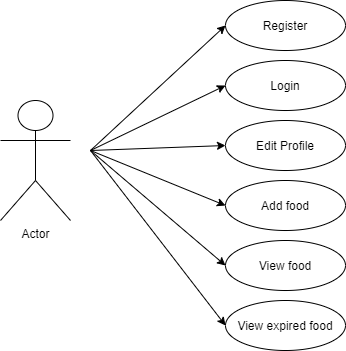 Register
Login
Edit Profile
Add food
Actor
View food
View expired food